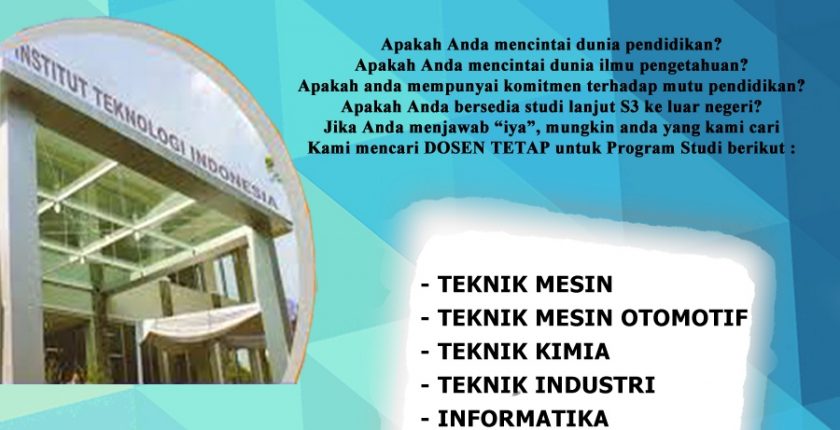 INSTITUT TEKNOLOGI INDONESIA
Apakah Anda mencintai dunia pendidikan?
Apakah Anda mencintai dunia ilmu pengetahuan?
Apakah anda mempunyai komitmen terhadap mutu pendidikan?
Apakah Anda bersedia studi lanjut S3 ke luar negeri?
Jika Anda menjawab “iya”, mungkin anda yang kami cari
Kami mencari DOSEN TETAP untuk Program Studi berikut :
- TEKNIK MESIN
- TEKNIK MESIN OTOMOTIF
- TEKNIK KIMIA
- TEKNIK INDUSTRI
- INFORMATIKA